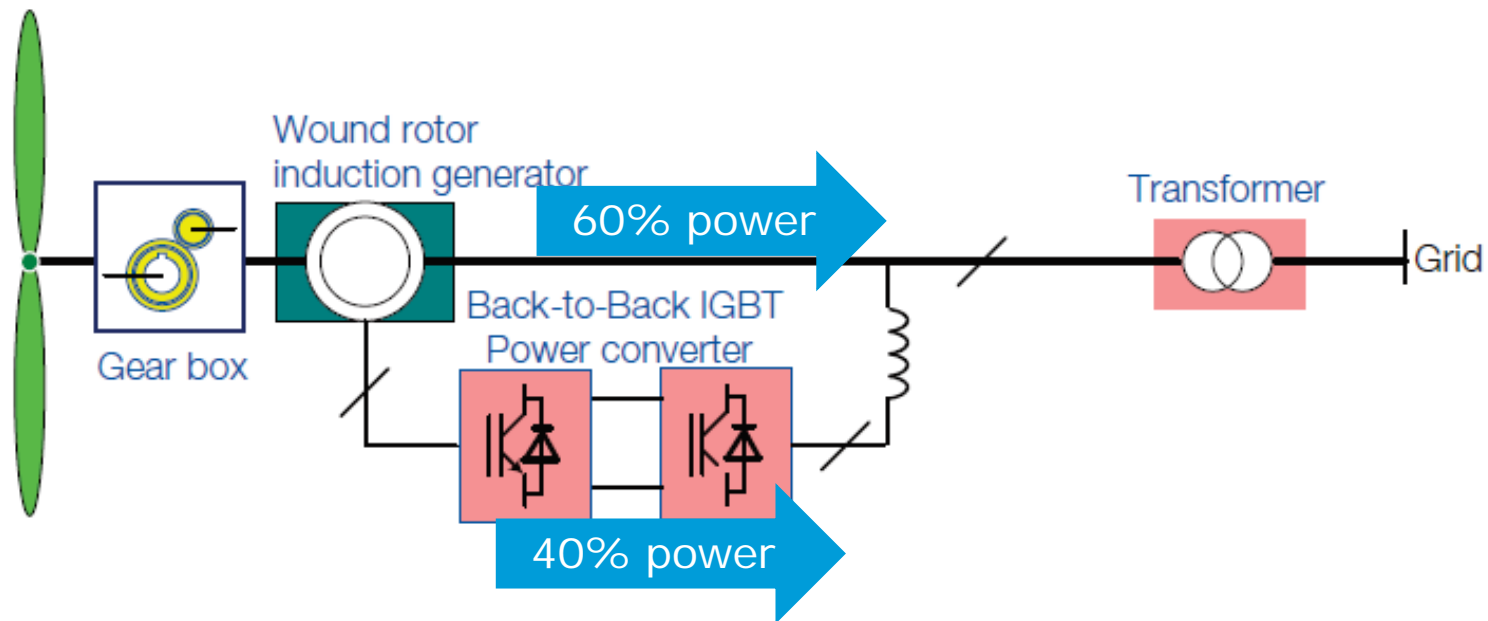 Wound rotor
induction generator
60% power
Transformer
Grid
Back-to-Back IGBT
Power converter
Gear box
40% power